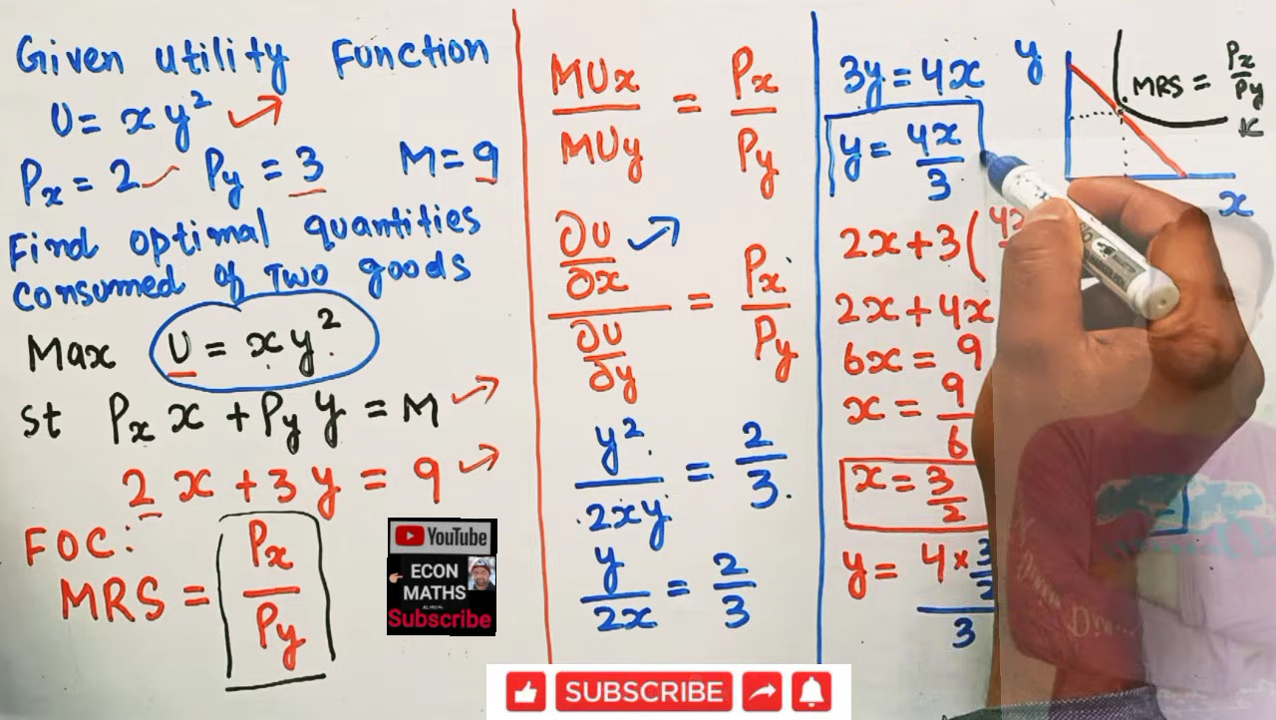 Given utility Function
U = xy²
Px = 2 Py = 3 M = 9
Find optimal quantities
consumed of Two goods
Max U = xy²
st Px x + Py y = M
2x + 3y = 9
FOC:
MRS = Px/Py
YouTube
ECON
MATHS
Subscribe
MUx/MUy = Px/Py
∂U/∂x / ∂U/∂y = Px/Py
y²/2xy = 2/3
y/2x = 2/3
3y = 4x
y = 4x/3
2x + 3(
2x + 4x
6x = 9
x = 9/6
x = 3/2
y = 4 × 3/2 / 3
y
MRS = Px/Py
x
SUBSCRIBE